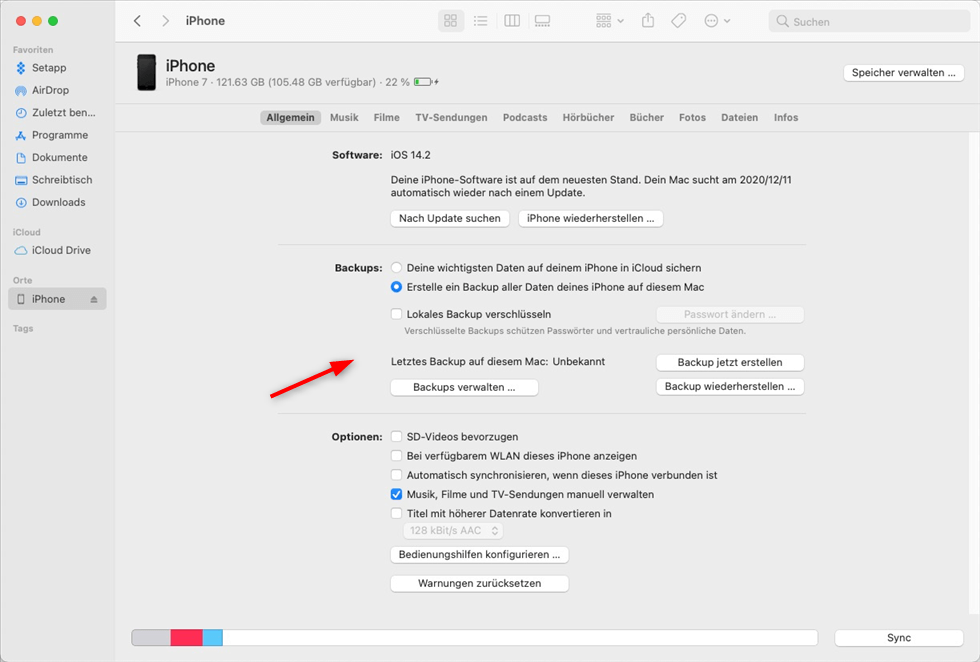 iPhone
Suchen
Favoriten
Setapp
AirDrop
Zuletzt ben...
Programme
Dokumente
Schreibtisch
Downloads
iCloud
iCloud Drive
Orte
iPhone
Tags
iPhone
iPhone 7 · 121.63 GB (105.48 GB verfügbar) · 22 %
Speicher verwalten ...
Allgemein Musik Filme TV-Sendungen Podcasts Hörbücher Bücher Fotos Dateien Infos
Software: iOS 14.2
Deine iPhone-Software ist auf dem neuesten Stand. Dein Mac sucht am 2020/12/11
automatisch wieder nach einem Update.
Nach Update suchen iPhone wiederherstellen ...
Backups: Deine wichtigsten Daten auf deinem iPhone in iCloud sichern
Erstelle ein Backup aller Daten deines iPhone auf diesem Mac
Lokales Backup verschlüsseln Passwort ändern ...
Verschlüsselte Backups schützen Passwörter und vertrauliche persönliche Daten.
Letztes Backup auf diesem Mac: Unbekannt Backup jetzt erstellen
Backups verwalten ... Backup wiederherstellen ...
Optionen: SD-Videos bevorzugen
Bei verfügbarem WLAN dieses iPhone anzeigen
Automatisch synchronisieren, wenn dieses iPhone verbunden ist
Musik, Filme und TV-Sendungen manuell verwalten
Titel mit höherer Datenrate konvertieren in
128 kBit/s AAC
Bedienungshilfen konfigurieren ...
Warnungen zurücksetzen
Sync